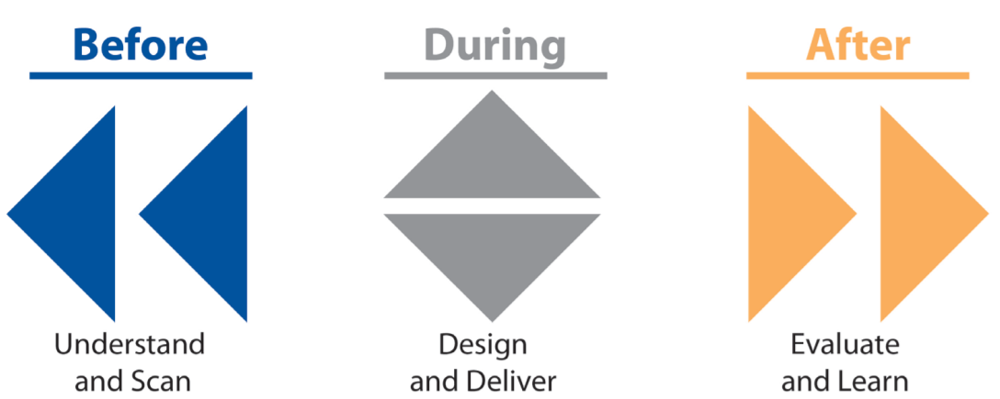 Before
During
After
Understand
and Scan
Design
and Deliver
Evaluate
and Learn